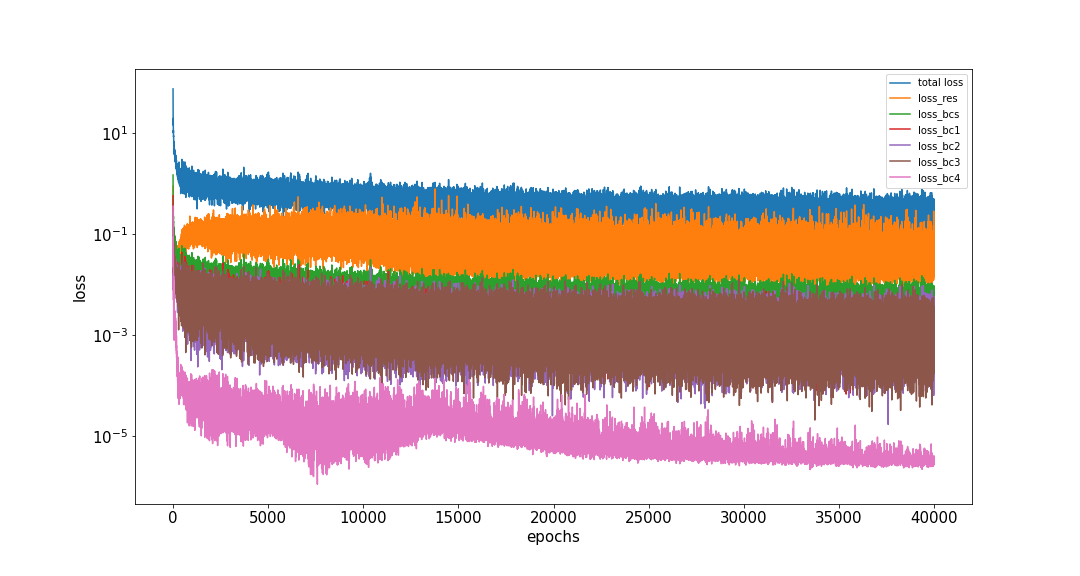 total loss
loss_res
loss_bcs
loss_bc1
loss_bc2
loss_bc3
loss_bc4
10^1
10^-1
10^-3
10^-5
loss
0 5000 10000 15000 20000 25000 30000 35000 40000
epochs